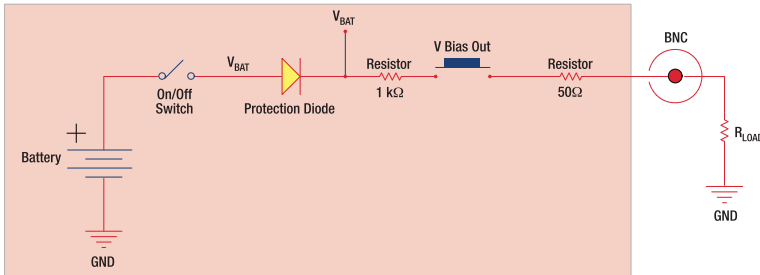 V_BAT
BNC
V Bias Out
V_BAT
Resistor
Resistor
On/Off
Switch
Protection Diode
1 kΩ
50Ω
+
Battery
R_LOAD
GND
GND